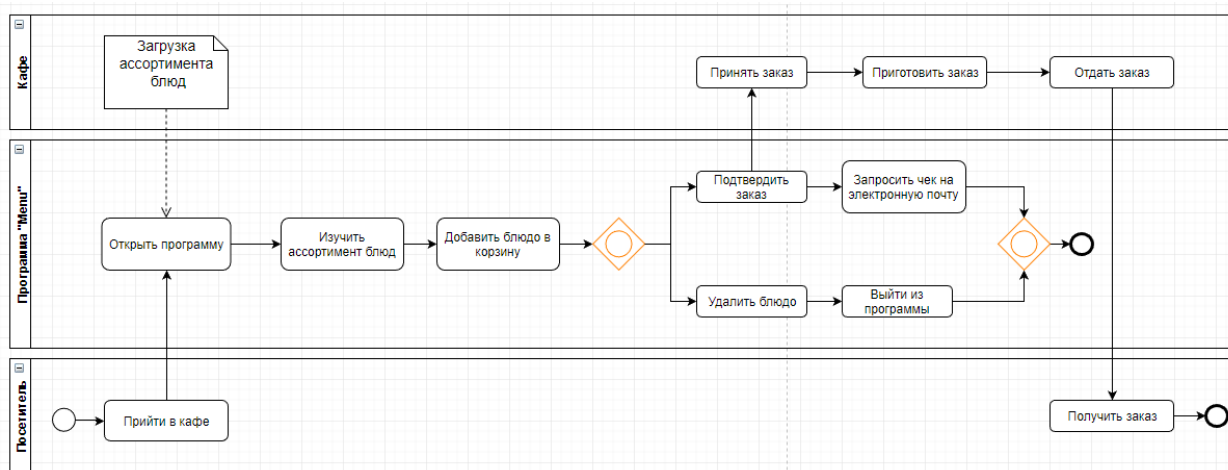 Кафе
Загрузка
ассортимента
блюд
Принять заказ
Приготовить заказ
Отдать заказ
Программа "Menu"
Открыть программу
Изучить
ассортимент блюд
Добавить блюдо в
корзину
Подтвердить
заказ
Запросить чек на
электронную почту
Удалить блюдо
Выйти из
программы
Посетитель
Прийти в кафе
Получить заказ